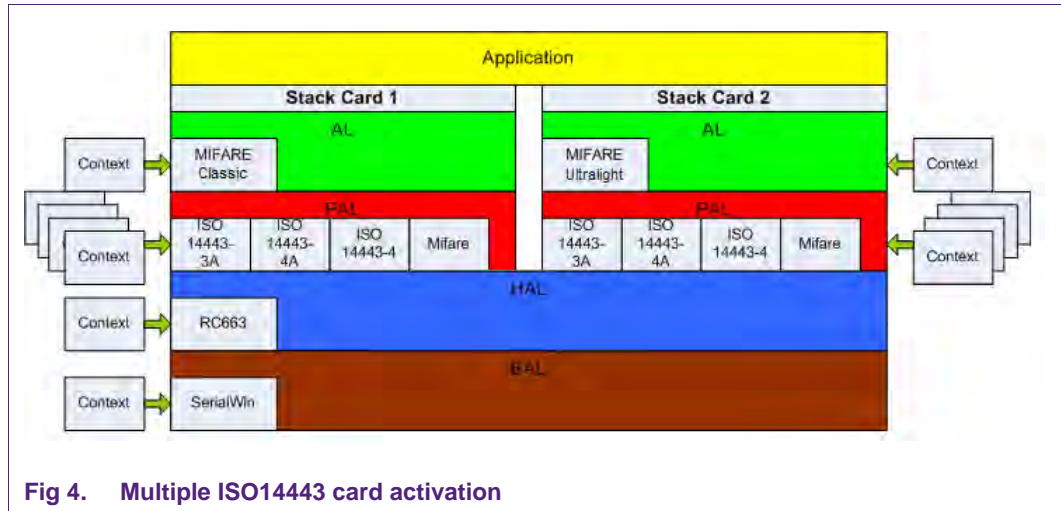 Application
Stack Card 1
Stack Card 2
AL
AL
Context
MIFARE
Classic
MIFARE
Ultralight
Context
PAL
PAL
Context
ISO
14443-
3A
ISO
14443-
4A
ISO
14443-4
Mifare
ISO
14443-
3A
ISO
14443-
4A
ISO
14443-4
Mifare
Context
HAL
Context
RC663
BAL
Context
SerialWin
Fig 4. Multiple ISO14443 card activation